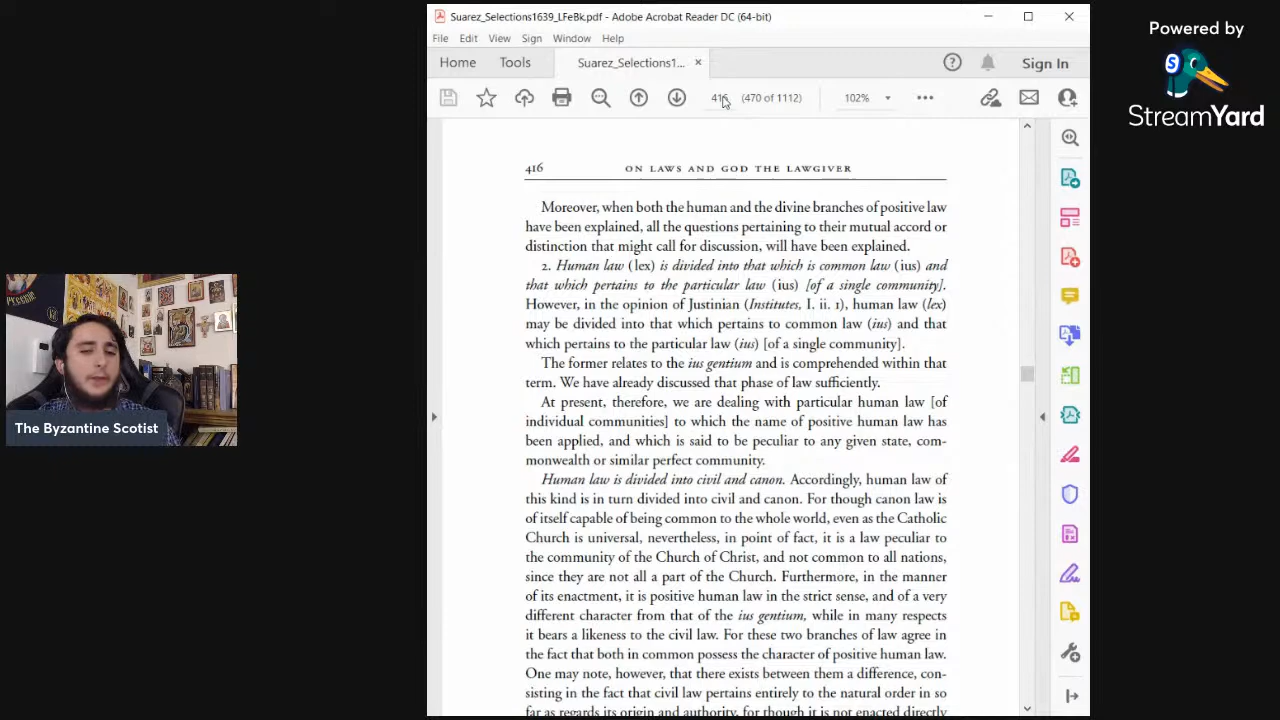 Suarez_Selections1639_LFeBk.pdf - Adobe Acrobat Reader DC (64-bit)
Powered by
StreamYard
File Edit View Sign Window Help
Home Tools Suarez_Selections1... Sign In
416 (470 of 1112) 102%
416 ON LAWS AND GOD THE LAWGIVER
Moreover, when both the human and the divine branches of positive law
have been explained, all the questions pertaining to their mutual accord or
distinction that might call for discussion, will have been explained.
2. Human law (lex) is divided into that which is common law (ius) and
that which pertains to the particular law (ius) [of a single community].
However, in the opinion of Justinian (Institutes, I. ii. 1), human law (lex)
may be divided into that which pertains to common law (ius) and that
which pertains to the particular law (ius) [of a single community].
The former relates to the ius gentium and is comprehended within that
term. We have already discussed that phase of law sufficiently.
At present, therefore, we are dealing with particular human law [of
individual communities] to which the name of positive human law has
been applied, and which is said to be peculiar to any given state, com-
monwealth or similar perfect community.
Human law is divided into civil and canon. Accordingly, human law of
this kind is in turn divided into civil and canon. For though canon law is
of itself capable of being common to the whole world, even as the Catholic
Church is universal, nevertheless, in point of fact, it is a law peculiar to
the community of the Church of Christ, and not common to all nations,
since they are not all a part of the Church. Furthermore, in the manner
of its enactment, it is positive human law in the strict sense, and of a very
different character from that of the ius gentium, while in many respects
it bears a likeness to the civil law. For these two branches of law agree in
the fact that both in common possess the character of positive human law.
One may note, however, that there exists between them a difference, con-
sisting in the fact that civil law pertains entirely to the natural order in so
far as regards its origin and authority, for though it is not enacted directly
The Byzantine Scotist